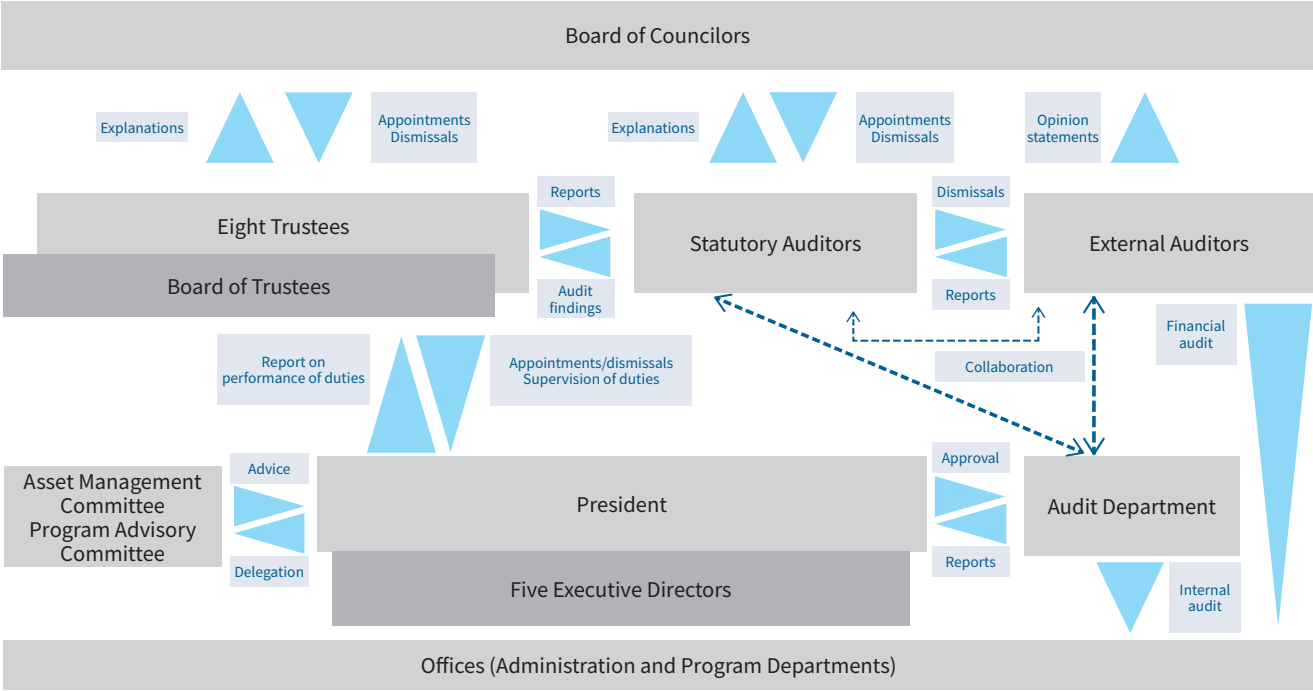 Board of Councilors
Explanations
Appointments
Dismissals
Explanations
Appointments
Dismissals
Opinion
statements
Eight Trustees
Board of Trustees
Reports
Audit
findings
Statutory Auditors
Dismissals
Reports
External Auditors
Report on
performance of duties
Appointments/dismissals
Supervision of duties
Collaboration
Financial
audit
Asset Management
Committee
Program Advisory
Committee
Advice
Delegation
President
Five Executive Directors
Approval
Reports
Audit Department
Internal
audit
Offices (Administration and Program Departments)